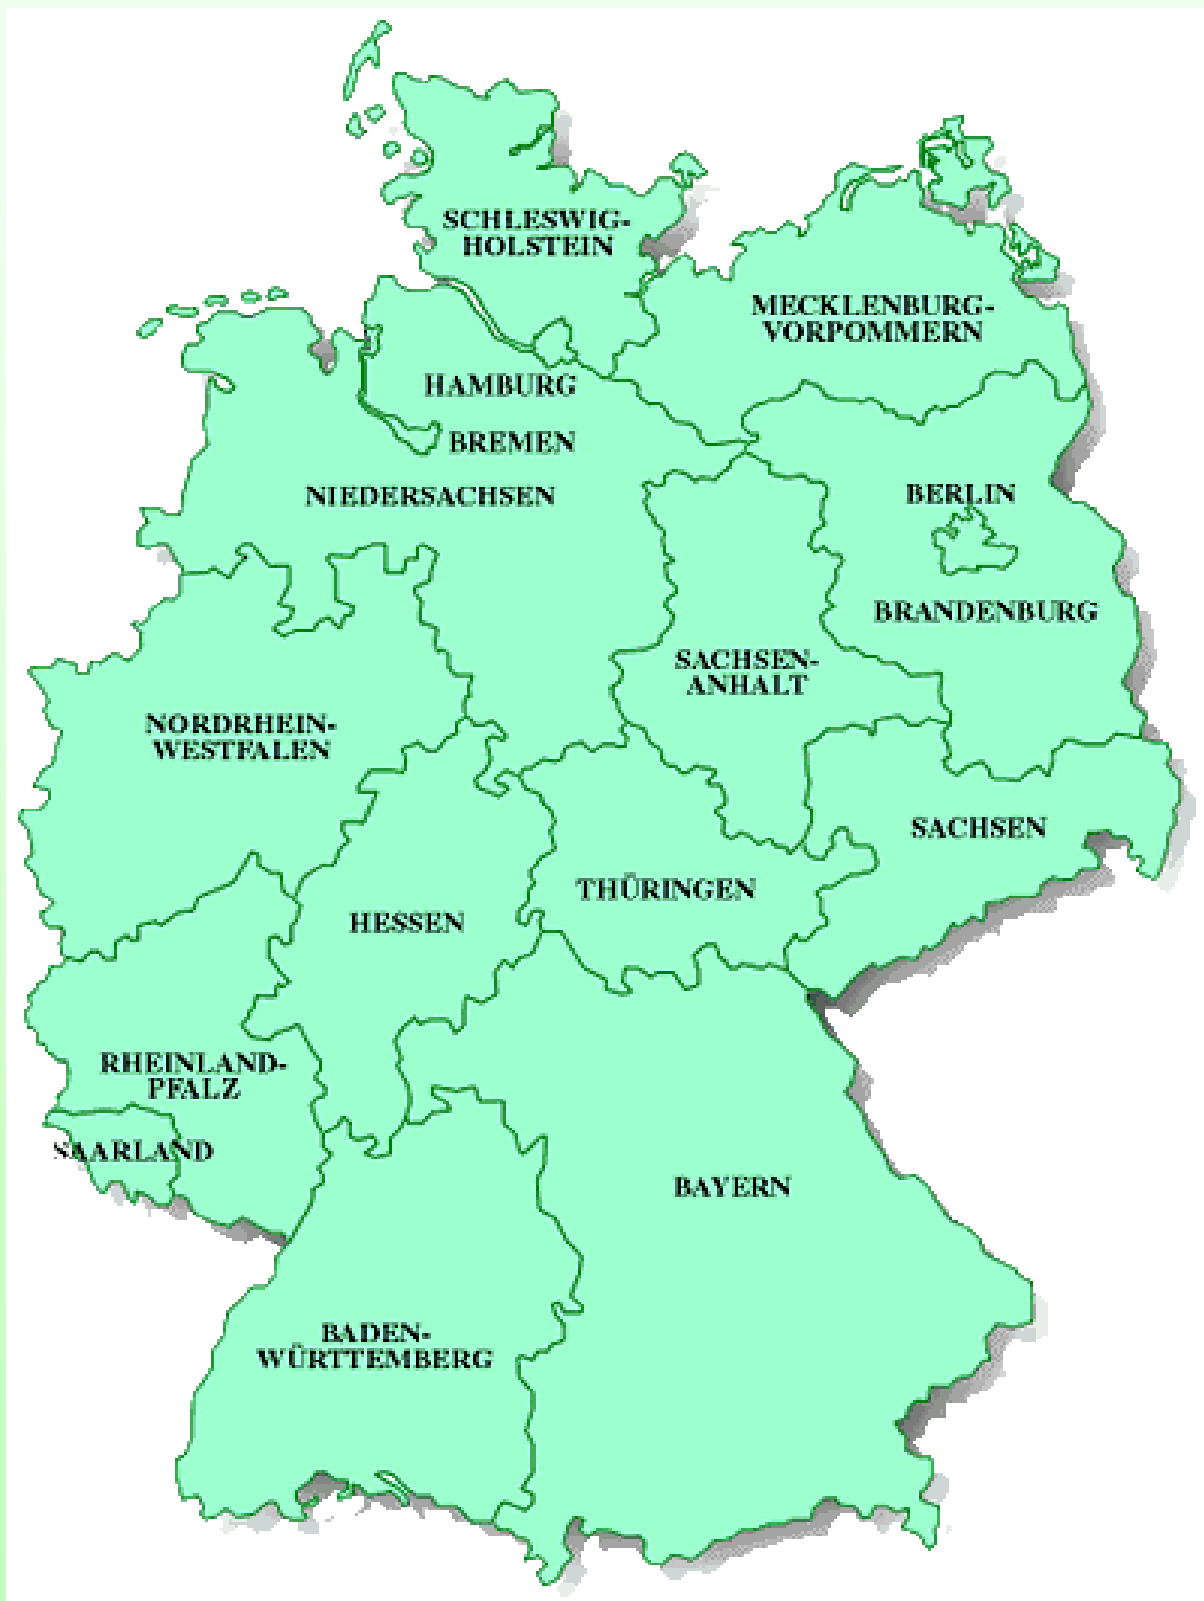 SCHLESWIG-
HOLSTEIN
MECKLENBURG-
VORPOMMERN
HAMBURG
BREMEN
NIEDERSACHSEN
BERLIN
BRANDENBURG
SACHSEN-
ANHALT
NORDRHEIN-
WESTFALEN
SACHSEN
THÜRINGEN
HESSEN
RHEINLAND-
PFALZ
SAARLAND
BAYERN
BADEN-
WÜRTTEMBERG